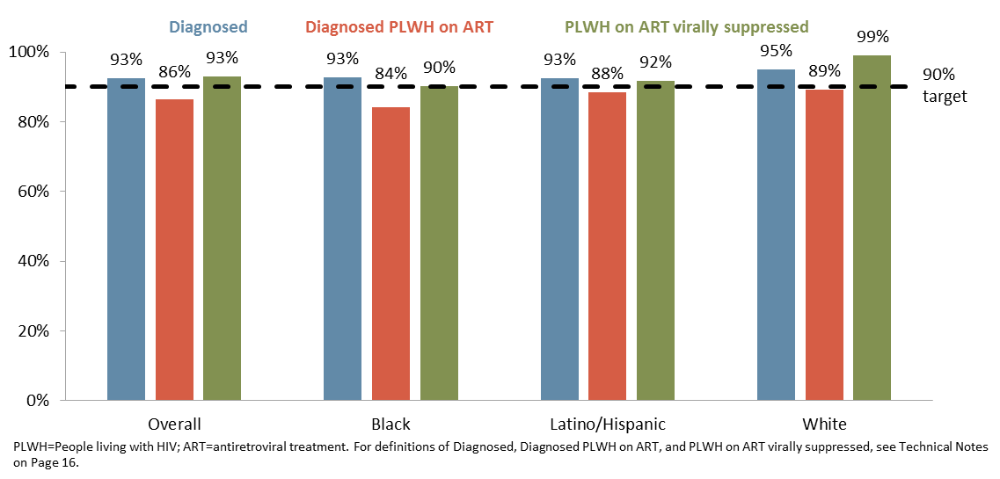 Diagnosed Diagnosed PLWH on ART PLWH on ART virally suppressed
100%
80%
60%
40%
20%
0%
93% 86% 93%
93% 84% 90%
93% 88% 92%
95% 89% 99%
90%
target
Overall Black Latino/Hispanic White
PLWH=People living with HIV; ART=antiretroviral treatment. For definitions of Diagnosed, Diagnosed PLWH on ART, and PLWH on ART virally suppressed, see Technical Notes
on Page 16.